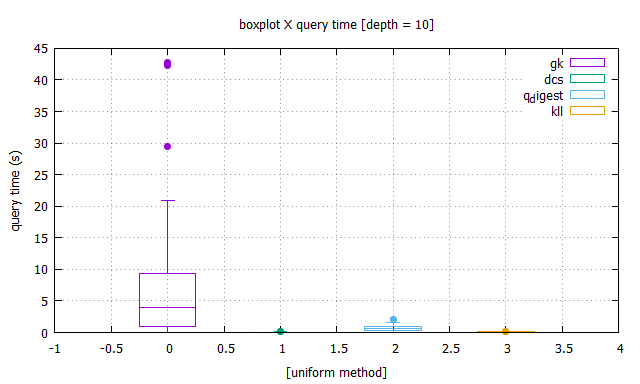 boxplot X query time [depth = 10]
45
40
35
30
25
20
15
10
5
0
query time (s)
gk
dcs
qdigest
kll
-1 -0.5 0 0.5 1 1.5 2 2.5 3 3.5 4
[uniform method]